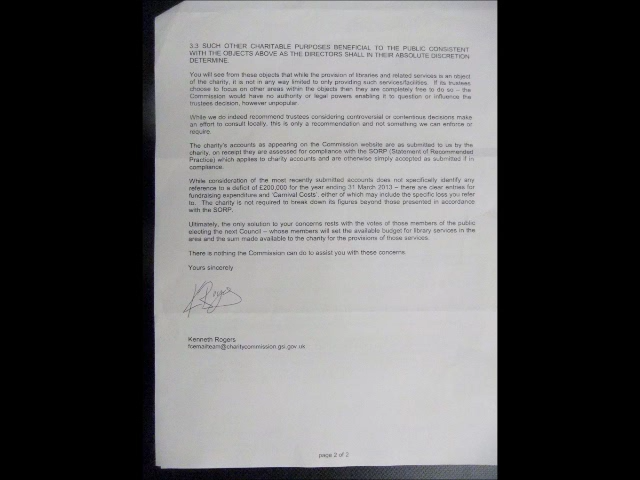 3.3 SUCH OTHER CHARITABLE PURPOSES BENEFICIAL TO THE PUBLIC CONSISTENT
WITH THE OBJECTS ABOVE AS THE DIRECTORS SHALL IN THEIR ABSOLUTE DISCRETION
DETERMINE.
You will see from these objects that while the provision of libraries and related services is an object
of the charity, it is not in any way limited to only providing such services/facilities. If its trustees
choose to focus on other areas within the objects then they are completely free to do so – the
Commission would have no authority or legal powers enabling it to question or influence the
trustees decision, however unpopular.
While we do indeed recommend trustees considering controversial or contentious decisions make
an effort to consult locally, this is only a recommendation and not something we can enforce or
require.
The charity's accounts as appearing on the Commission website are as submitted to us by the
charity, on receipt they are assessed for compliance with the SORP (Statement of Recommended
Practice) which applies to charity accounts and are otherwise simply accepted as submitted if in
compliance.
While consideration of the most recently submitted accounts does not specifically identify any
reference to a deficit of £200,000 for the year ending 31 March 2013 – there are clear entries for
fundraising expenditure and 'Carnival Costs', either of which may include the specific loss you refer
to. The charity is not required to break down its figures beyond those presented in accordance
with the SORP.
Ultimately, the only solution to your concerns rests with the votes of those members of the public
electing the next Council – whose members will set the available budget for library services in the
area and the sum made available to the charity for the provisions of those services.
There is nothing the Commission can do to assist you with these concerns.
Yours sincerely
K Rogers
Kenneth Rogers
page 2 of 2